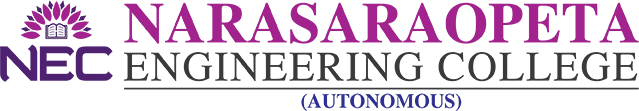 NEC
NARASARAOPETA
ENGINEERING COLLEGE
(AUTONOMOUS)